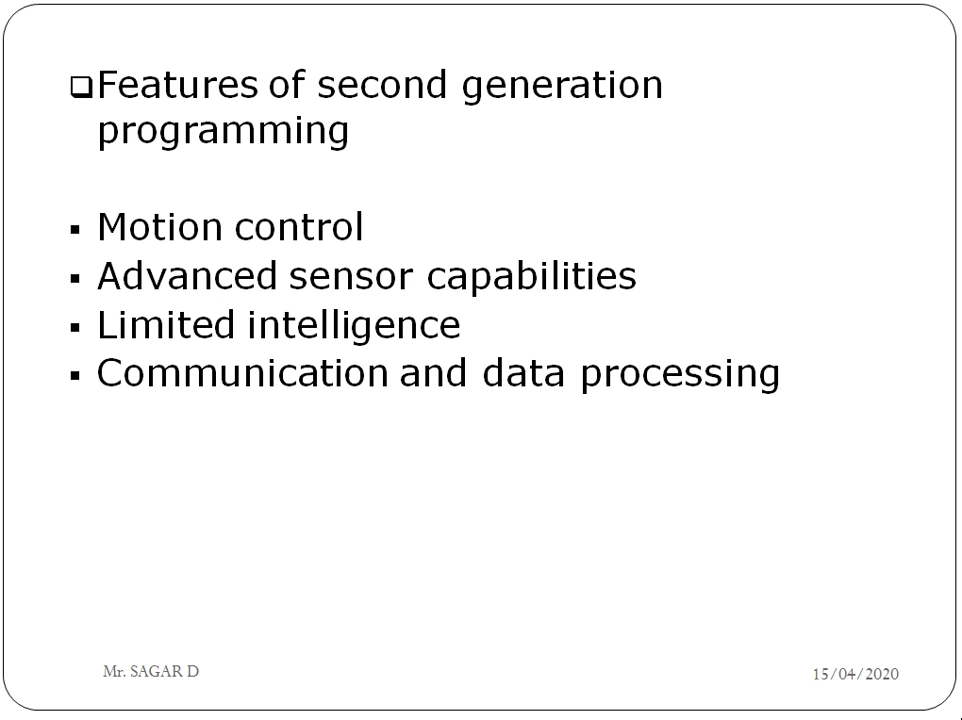 ❑Features of second generation
programming
▪ Motion control
▪ Advanced sensor capabilities
▪ Limited intelligence
▪ Communication and data processing
Mr. SAGAR D
15/04/2020